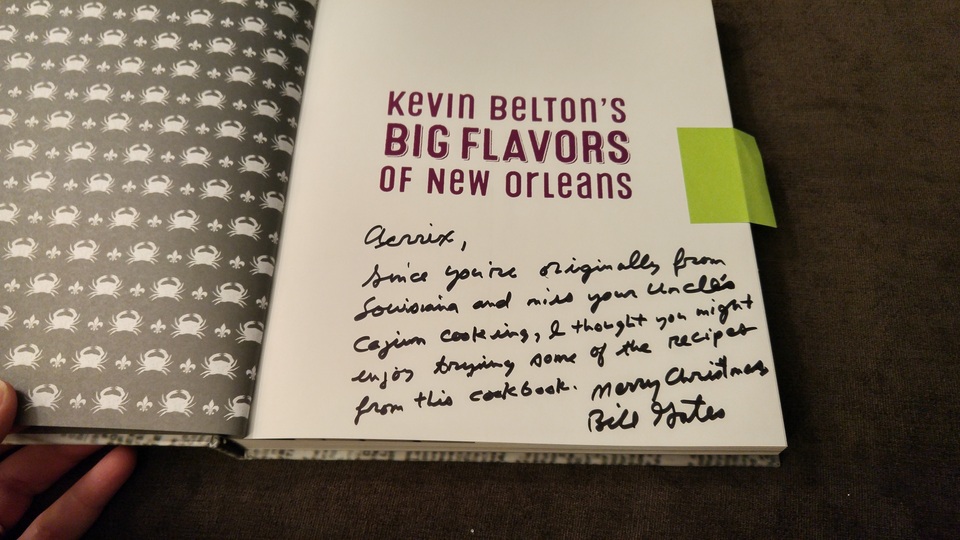 Kevin Belton's
BIG FLAVORS
OF New Orleans
Aerrix,
Since you're originally from
Louisiana and miss your Uncle's
Cajun cooking, I thought you might
enjoy trying some of the recipes
from this cookbook.
Merry Christmas
Bill Gates